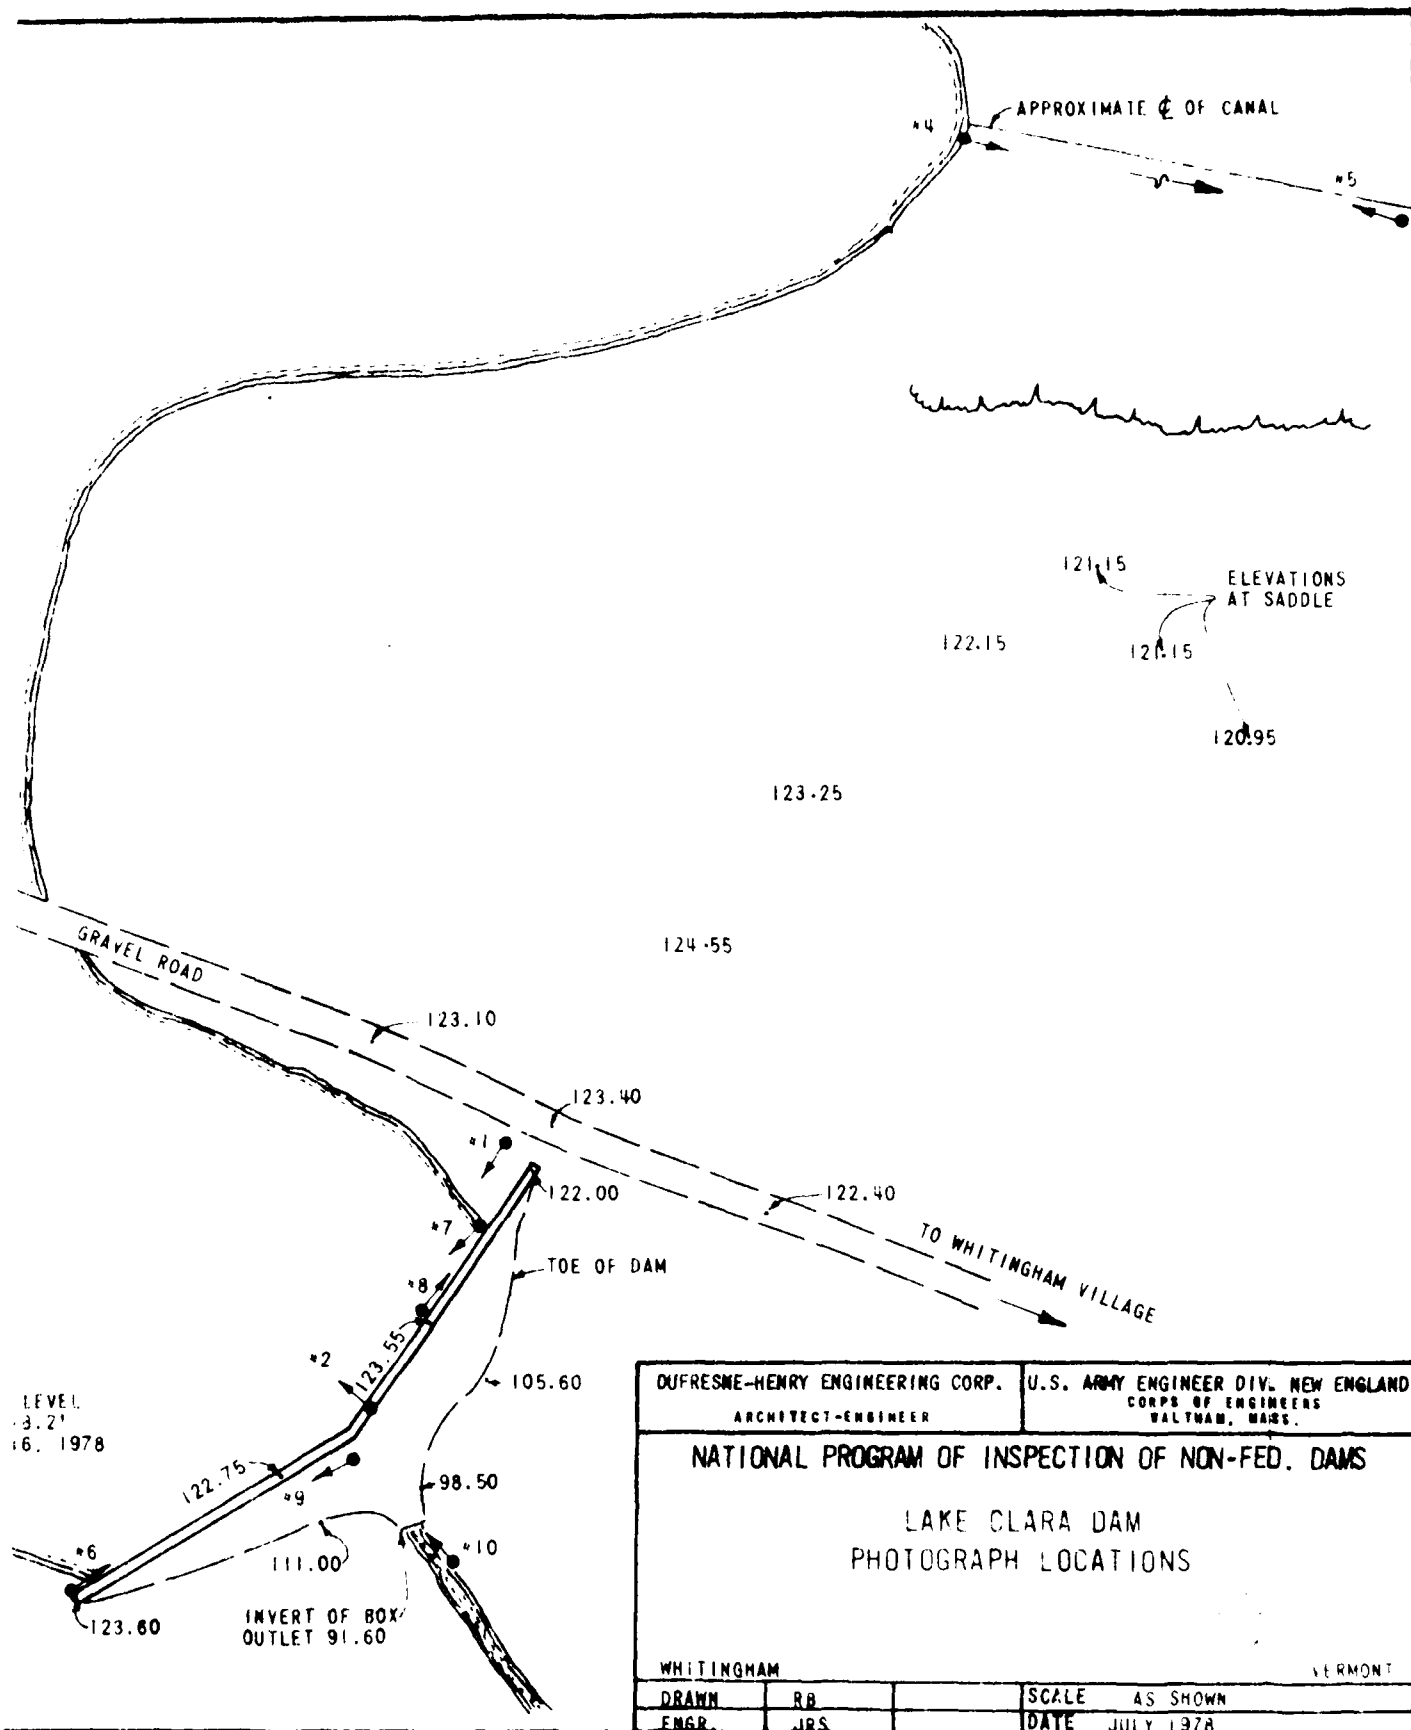 APPROXIMATE ℄ OF CANAL
#4
#5
121.15
ELEVATIONS
AT SADDLE
122.15
121.15
120.95
123.25
124.55
GRAVEL ROAD
123.10
123.40
#1
122.00
122.40
#7
TO WHITINGHAM VILLAGE
TOE OF DAM
#8
123.55
#2
105.60
LEVEL
1978
122.75
#9
98.50
#6
111.00
#10
123.60
INVERT OF BOX
OUTLET 91.60
DUFRESNE-HENRY ENGINEERING CORP.
ARCHITECT-ENGINEER
U.S. ARMY ENGINEER DIV. NEW ENGLAND
CORPS OF ENGINEERS
WALTHAM, MASS.
NATIONAL PROGRAM OF INSPECTION OF NON-FED. DAMS
LAKE CLARA DAM
PHOTOGRAPH LOCATIONS
WHITINGHAM
VERMONT
DRAWN RB
SCALE AS SHOWN
ENGR. JRS
DATE JULY 1978